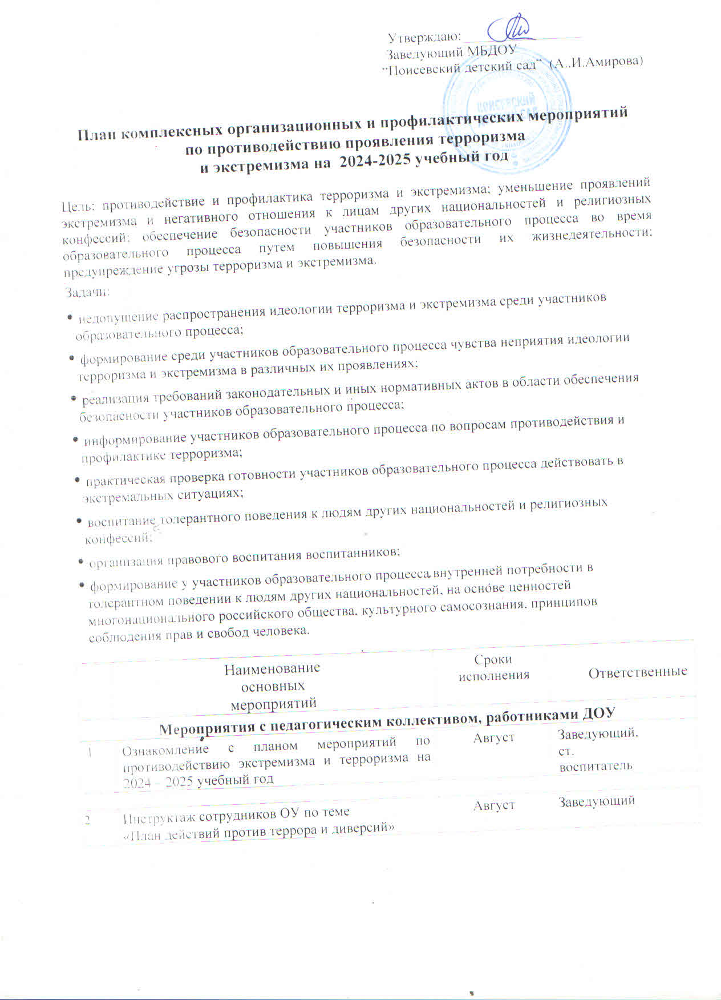 Утверждаю:
Заведующий МБДОУ
"Поисевский детский сад" (А..И.Амирова)
ПОИСЕВСКИЙ
План комплексных организационных и профилактических мероприятий
по противодействию проявления терроризма
и экстремизма на 2024-2025 учебный год
Цель: противодействие и профилактика терроризма и экстремизма; уменьшение проявлений
экстремизма и негативного отношения к лицам других национальностей и религиозных
конфессий; обеспечение безопасности участников образовательного процесса во время
образовательного процесса путем повышения безопасности их жизнедеятельности;
предупреждение угрозы терроризма и экстремизма.
Задачи:
• недопущение распространения идеологии терроризма и экстремизма среди участников
образовательного процесса;
• формирование среди участников образовательного процесса чувства неприятия идеологии
терроризма и экстремизма в различных их проявлениях;
• реализация требований законодательных и иных нормативных актов в области обеспечения
безопасности участников образовательного процесса;
• информирование участников образовательного процесса по вопросам противодействия и
профилактике терроризма;
• практическая проверка готовности участников образовательного процесса действовать в
экстремальных ситуациях;
• воспитание толерантного поведения к людям других национальностей и религиозных
конфессий;
• организация правового воспитания воспитанников;
• формирование у участников образовательного процесса внутренней потребности в
толерантном поведении к людям других национальностей, на основе ценностей
многонационального российского общества, культурного самосознания, принципов
соблюдения прав и свобод человека.
Наименование
основных
мероприятий
Сроки
исполнения
Ответственные
Мероприятия с педагогическим коллективом, работниками ДОУ
1 Ознакомление с планом мероприятий по
противодействию экстремизма и терроризма на
2024 – 2025 учебный год
Август
Заведующий,
ст.
воспитатель
2 Инструктаж сотрудников ОУ по теме
«План действий против террора и диверсий»
Август
Заведующий